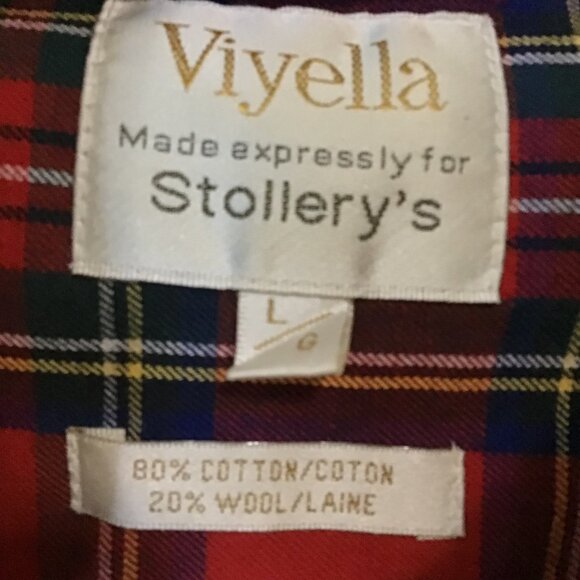 Viyella
Made expressly for
Stollery's
L/G
80% COTTON/COTON
20% WOOL/LAINE